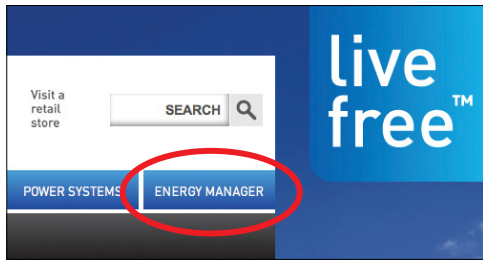 Visit a
retail
store
SEARCH
POWER SYSTEMS
ENERGY MANAGER
live
free™